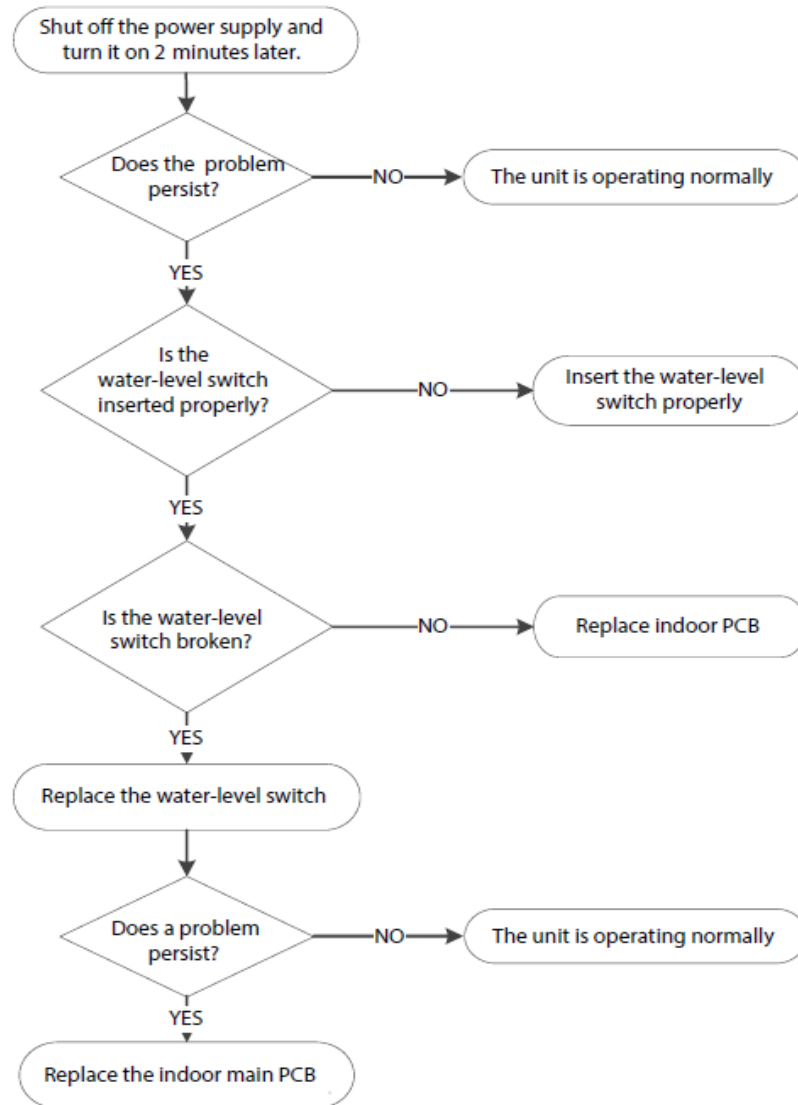 Shut off the power supply and
turn it on 2 minutes later.
Does the problem
persist?
NO
The unit is operating normally
YES
Is the
water-level switch
inserted properly?
NO
Insert the water-level
switch properly
YES
Is the water-level
switch broken?
NO
Replace indoor PCB
YES
Replace the water-level switch
Does a problem
persist?
NO
The unit is operating normally
YES
Replace the indoor main PCB